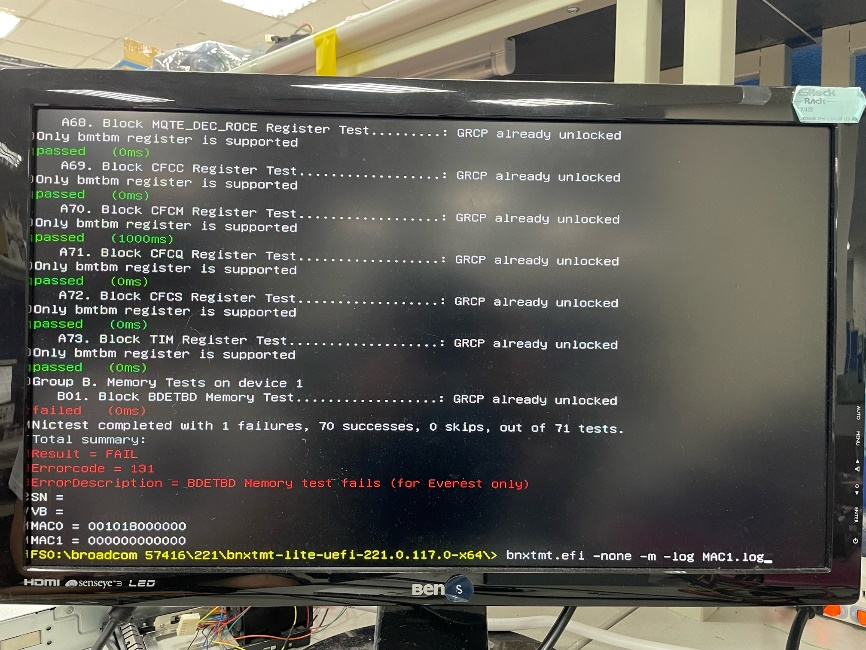 A68. Block MQTE_DEC_ROCE Register Test.........: GRCP already unlocked
Only bmtbm register is supported
passed (0ms)
A69. Block CFCC Register Test..................: GRCP already unlocked
Only bmtbm register is supported
passed (0ms)
A70. Block CFCM Register Test..................: GRCP already unlocked
Only bmtbm register is supported
passed (1000ms)
A71. Block CFCQ Register Test..................: GRCP already unlocked
Only bmtbm register is supported
passed (0ms)
A72. Block CFCS Register Test..................: GRCP already unlocked
Only bmtbm register is supported
passed (0ms)
A73. Block TIM Register Test...................: GRCP already unlocked
Only bmtbm register is supported
passed (0ms)
Group B. Memory Tests on device 1
B01. Block BDETBD Memory Test..................: GRCP already unlocked
failed (0ms)
Nictest completed with 1 failures, 70 successes, 0 skips, out of 71 tests.
Total summary:
Result = FAIL
Errorcode = 131
ErrorDescription = BDETBD Memory test fails (for Everest only)
SN =
VB =
MAC0 = 001018000000
MAC1 = 000000000000
FS0:\broadcom 57416\221\bnxtmt-lite-uefi-221.0.117.0-x64\> bnxtmt.efi -none -m -log MAC1.log_
HDMI senseye 3 LED
Ben S
AUTO
MENU
ENTER